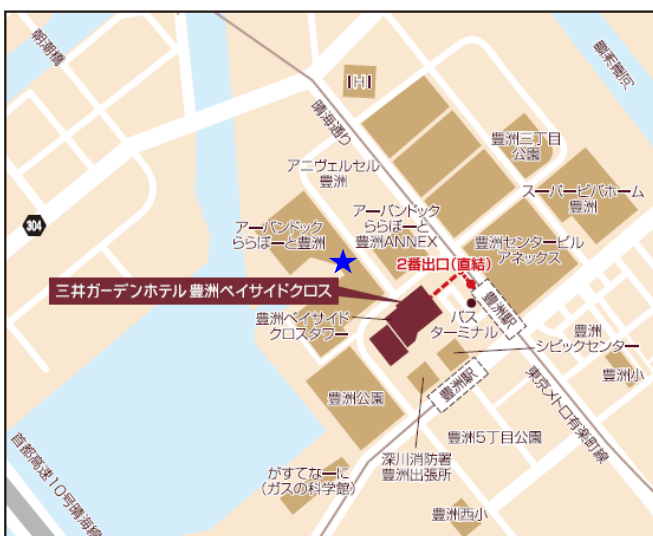 朝潮橋
豊洲運河
IHI
晴海通り
豊洲三丁目
公園
アニヴェルセル
豊洲
スーパービバホーム
豊洲
304
アーバンドック
ららぽーと豊洲
アーバンドック
ららぽーと
豊洲ANNEX
豊洲センタービル
アネックス
2番出口(直結)
三井ガーデンホテル 豊洲ベイサイドクロス
豊洲駅
豊洲ベイサイド
クロスタワー
バス
ターミナル
豊洲
シビックセンター
豊洲小
豊洲駅
東京メトロ有楽町線
豊洲公園
豊洲5丁目公園
首都高速10号晴海線
がすてなーに
(ガスの科学館)
深川消防署
豊洲出張所
豊洲西小